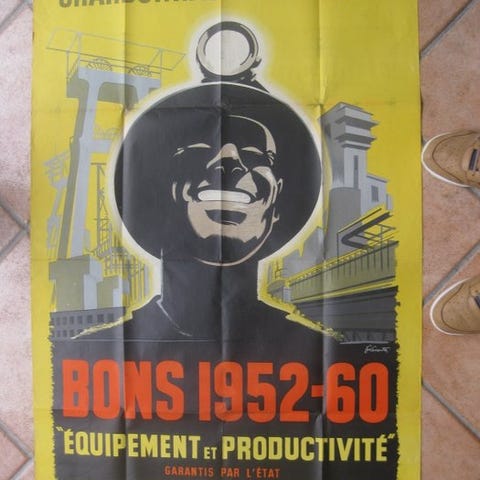 BONS 1952-60
"ÉQUIPEMENT ET PRODUCTIVITÉ"
GARANTIS PAR L'ÉTAT